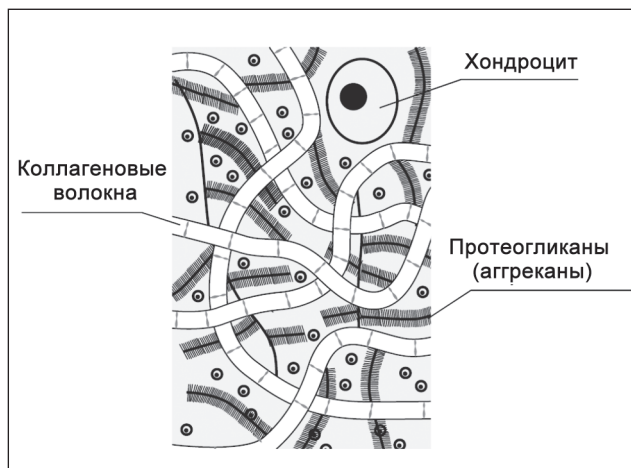 Хондроцит
Коллагеновые
волокна
Протеогликаны
(аггреканы)